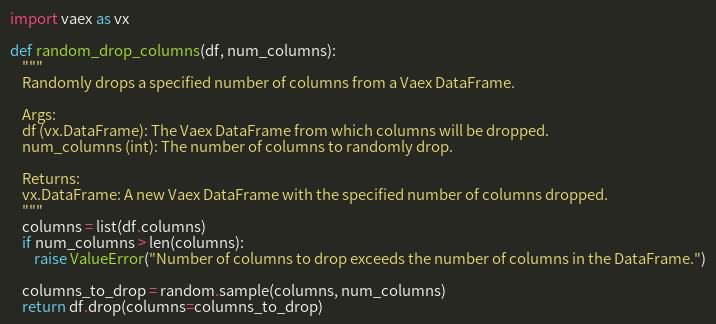 import vaex as vx

def random_drop_columns(df, num_columns):
    """
    Randomly drops a specified number of columns from a Vaex DataFrame.

    Args:
    df (vx.DataFrame): The Vaex DataFrame from which columns will be dropped.
    num_columns (int): The number of columns to randomly drop.

    Returns:
    vx.DataFrame: A new Vaex DataFrame with the specified number of columns dropped.
    """
    columns = list(df.columns)
    if num_columns > len(columns):
        raise ValueError("Number of columns to drop exceeds the number of columns in the DataFrame.")

    columns_to_drop = random.sample(columns, num_columns)
    return df.drop(columns=columns_to_drop)